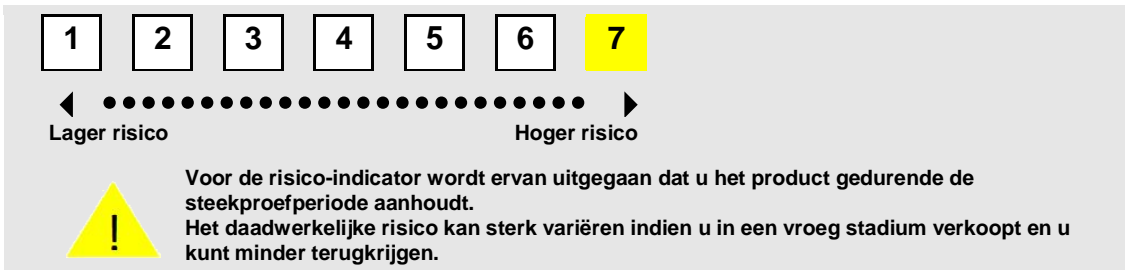 1 2 3 4 5 6 7
Lager risico Hoger risico
Voor de risico-indicator wordt ervan uitgegaan dat u het product gedurende de
steekproefperiode aanhoudt.
Het daadwerkelijke risico kan sterk variëren indien u in een vroeg stadium verkoopt en u
kunt minder terugkrijgen.
!